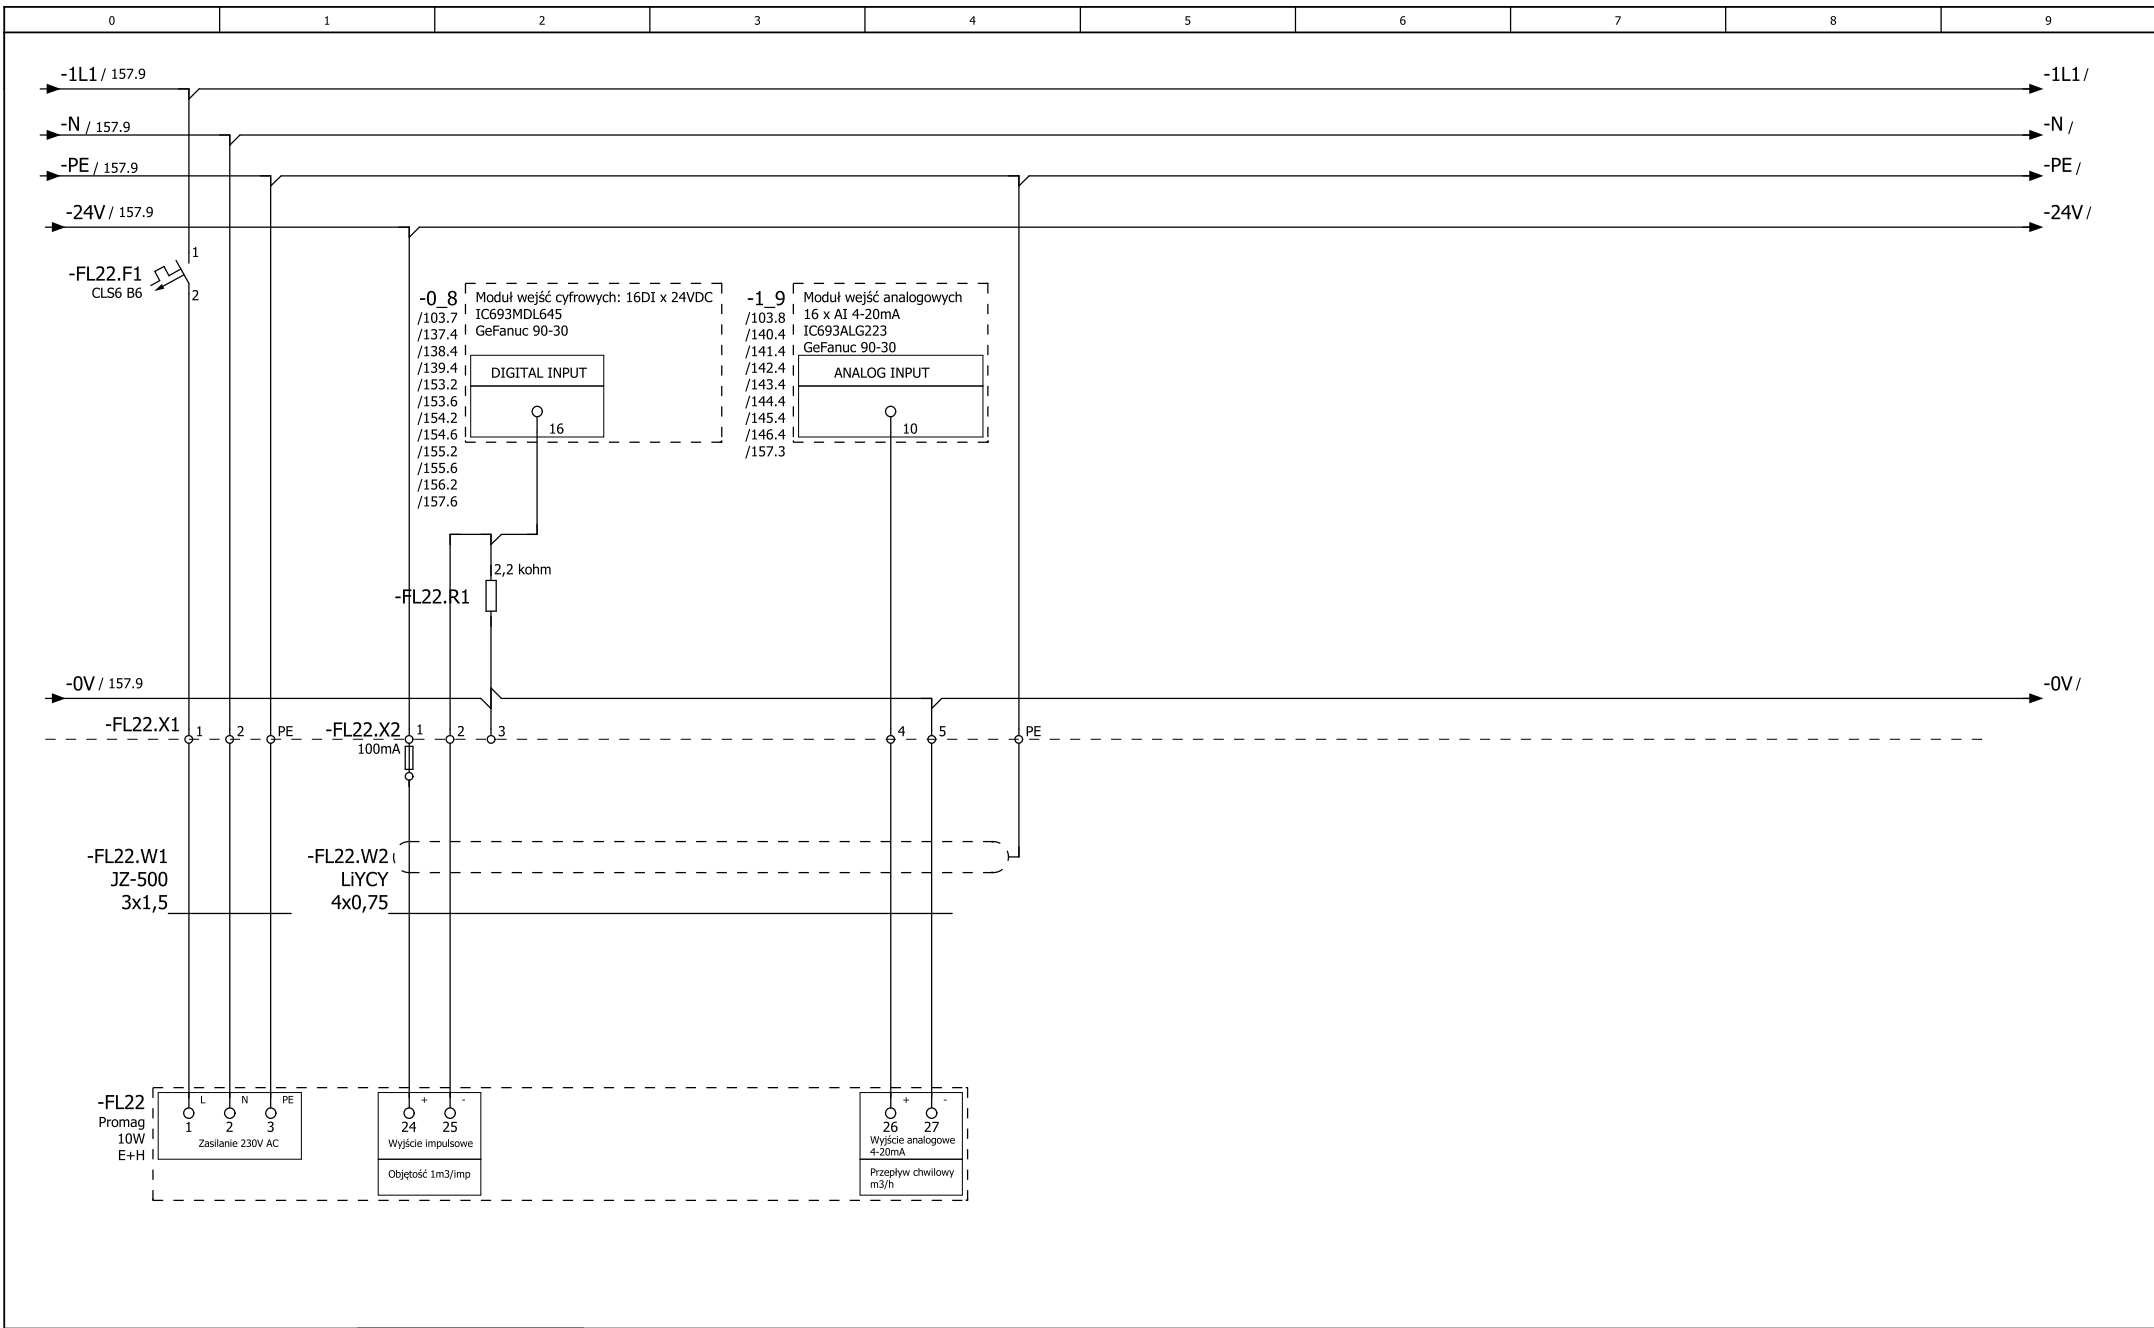 0 1 2 3 4 5 6 7 8 9
-1L1 / 157.9
-1L1 /
-N / 157.9
-N /
-PE / 157.9
-PE /
-24V / 157.9
-24V /
1
-FL22.F1
CLS6 B6
2
-0_8
/103.7
/137.4
/138.4
/139.4
/153.2
/153.6
/154.2
/154.6
/155.2
/155.6
/156.2
/157.6
Moduł wejść cyfrowych: 16DI x 24VDC
IC693MDL645
GeFanuc 90-30
DIGITAL INPUT
16
-1_9
/103.8
/140.4
/141.4
/142.4
/143.4
/144.4
/145.4
/146.4
/157.3
Moduł wejść analogowych
16 x AI 4-20mA
IC693ALG223
GeFanuc 90-30
ANALOG INPUT
10
2,2 kohm
-FL22.R1
-0V / 157.9
-0V /
-FL22.X1 1 2 PE
-FL22.X2 1 2 3 4 5 PE
100mA
-FL22.W1
JZ-500
3x1,5
-FL22.W2
LiYCY
4x0,75
-FL22
Promag
10W
E+H
L N PE
1 2 3
Zasilanie 230V AC
+ -
24 25
Wyjście impulsowe
Objętość 1m3/imp
+ -
26 27
Wyjście analogowe
4-20mA
Przepływ chwilowy
m3/h